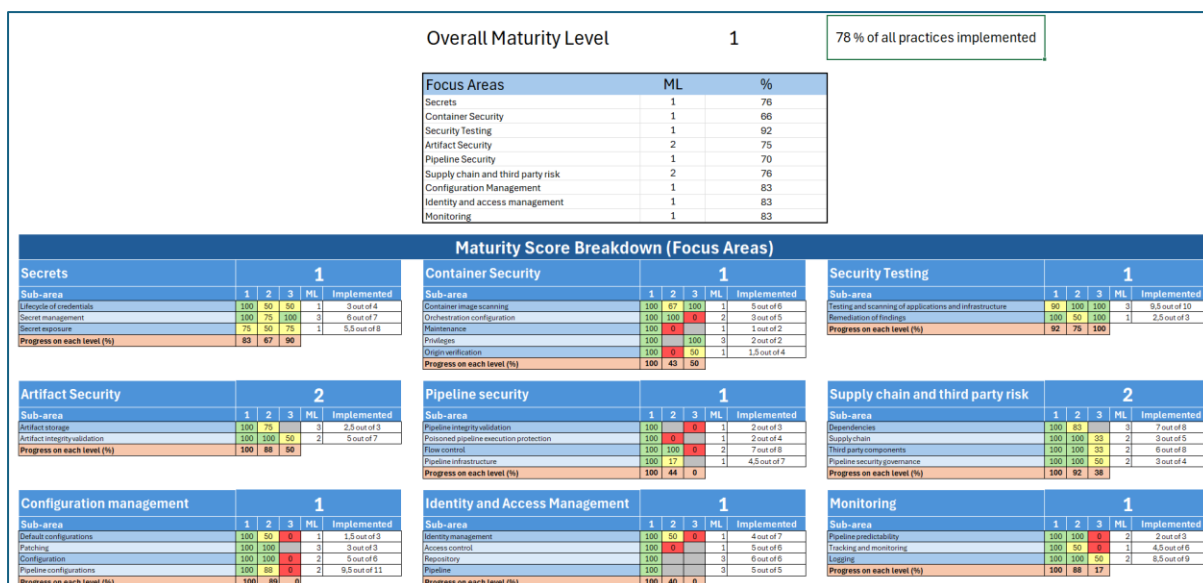 Overall Maturity Level 1 78 % of all practices implemented
Focus Areas ML %
Secrets 1 76
Container Security 1 66
Security Testing 1 92
Artifact Security 2 75
Pipeline Security 1 70
Supply chain and third party risk 2 76
Configuration Management 1 83
Identity and access management 1 83
Monitoring 1 83
Maturity Score Breakdown (Focus Areas)
Secrets 1
Sub-area 1 2 3 ML Implemented
Lifecycle of credentials 100 50 50 1 3 out of 4
Secret management 100 75 100 3 6 out of 7
Secret exposure 75 50 75 1 5,5 out of 8
Progress on each level (%) 83 67 90
Container Security 1
Sub-area 1 2 3 ML Implemented
Container image scanning 100 67 100 1 5 out of 6
Orchestration configuration 100 100 0 2 3 out of 5
Maintenance 100 0 1 1 out of 2
Privileges 100 100 3 2 out of 2
Origin verification 100 0 50 1 1,5 out of 4
Progress on each level (%) 100 43 50
Security Testing 1
Sub-area 1 2 3 ML Implemented
Testing and scanning of applications and infrastructure 90 100 100 3 9,5 out of 10
Remediation of findings 100 50 100 1 2,5 out of 3
Progress on each level (%) 92 75 100
Artifact Security 2
Sub-area 1 2 3 ML Implemented
Artifact storage 100 75 3 2,5 out of 3
Artifact integrity validation 100 100 50 2 5 out of 7
Progress on each level (%) 100 88 50
Pipeline security 1
Sub-area 1 2 3 ML Implemented
Pipeline integrity validation 100 0 1 2 out of 3
Poisoned pipeline execution protection 100 0 2 2 out of 4
Flow control 100 100 0 2 7 out of 8
Pipeline infrastructure 100 17 1 4,5 out of 7
Progress on each level (%) 100 44 0
Supply chain and third party risk 2
Sub-area 1 2 3 ML Implemented
Dependencies 100 83 3 7 out of 8
Supply chain 100 100 33 2 3 out of 5
Third party components 100 100 33 2 6 out of 8
Pipeline security governance 100 100 50 2 3 out of 4
Progress on each level (%) 100 92 38
Configuration management 1
Sub-area 1 2 3 ML Implemented
Default configurations 100 50 0 1 1,5 out of 3
Patching 100 100 3 3 out of 3
Configuration 100 100 0 2 5 out of 6
Pipeline configurations 100 88 0 2 9,5 out of 11
Progress on each level (%) 100 89 0
Identity and Access Management 1
Sub-area 1 2 3 ML Implemented
Identity management 100 50 0 1 4 out of 7
Access control 100 0 1 5 out of 6
Repository 100 3 6 out of 6
Pipeline 100 3 5 out of 5
Progress on each level (%) 100 40 0
Monitoring 1
Sub-area 1 2 3 ML Implemented
Pipeline predictability 100 100 0 2 2 out of 3
Tracking and monitoring 100 50 0 1 4,5 out of 6
Logging 100 100 50 2 8,5 out of 9
Progress on each level (%) 100 88 17